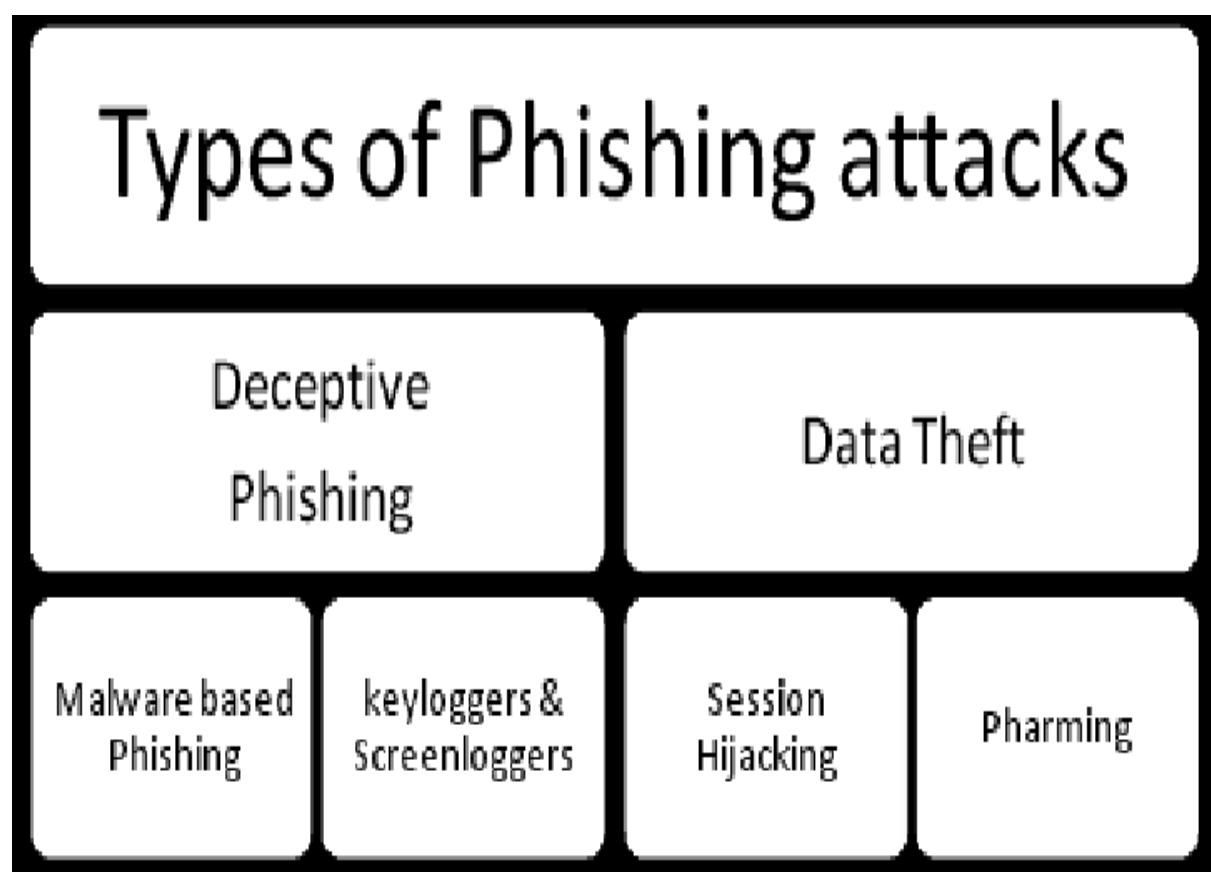 Types of Phishing attacks
Deceptive
Phishing
Data Theft
Malware based
Phishing
keyloggers &
Screenloggers
Session
Hijacking
Pharming